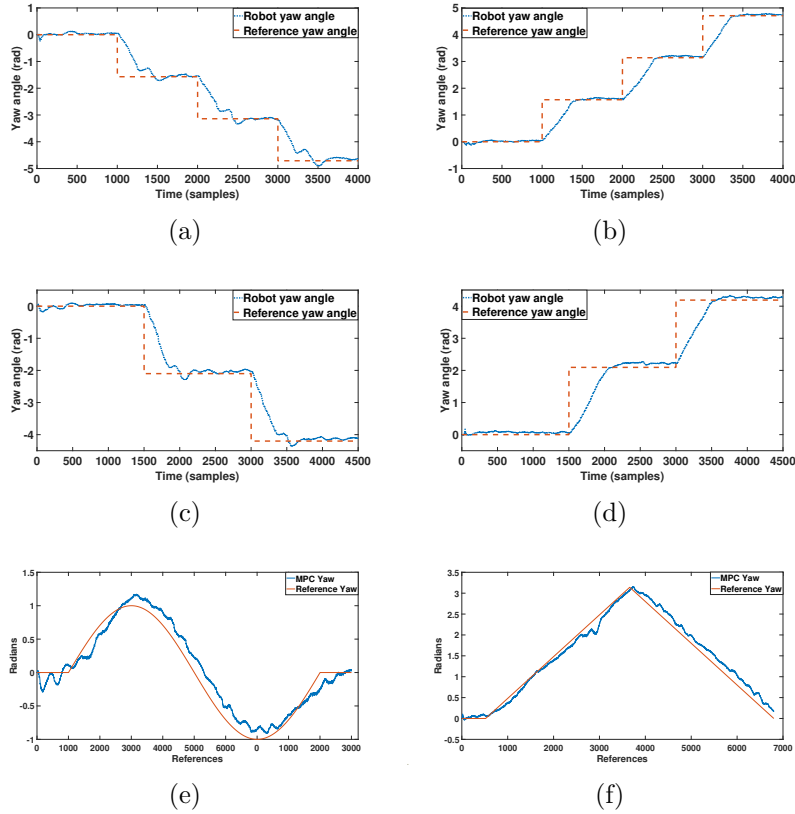 Robot yaw angle
Reference yaw angle
Yaw angle (rad)
0
-1
-2
-3
-4
-5
0 500 1000 1500 2000 2500 3000 3500 4000
Time (samples)
(a)
Robot yaw angle
Reference yaw angle
Yaw angle (rad)
5
4
3
2
1
0
-1
0 500 1000 1500 2000 2500 3000 3500 4000
Time (samples)
(b)
Robot yaw angle
Reference yaw angle
Yaw angle (rad)
0
-1
-2
-3
-4
0 500 1000 1500 2000 2500 3000 3500 4000 4500
Time (samples)
(c)
Robot yaw angle
Reference yaw angle
Yaw angle (rad)
4
3
2
1
0
0 500 1000 1500 2000 2500 3000 3500 4000 4500
Time (samples)
(d)
MPC Yaw
Reference Yaw
Radians
1.5
1
0.5
0
-0.5
-1
0 1000 2000 3000 4000 5000 6000 0 1000 2000 3000
References
(e)
MPC Yaw
Reference Yaw
Radians
3.5
3
2.5
2
1.5
1
0.5
0
-0.5
0 1000 2000 3000 4000 5000 6000 7000
References
(f)